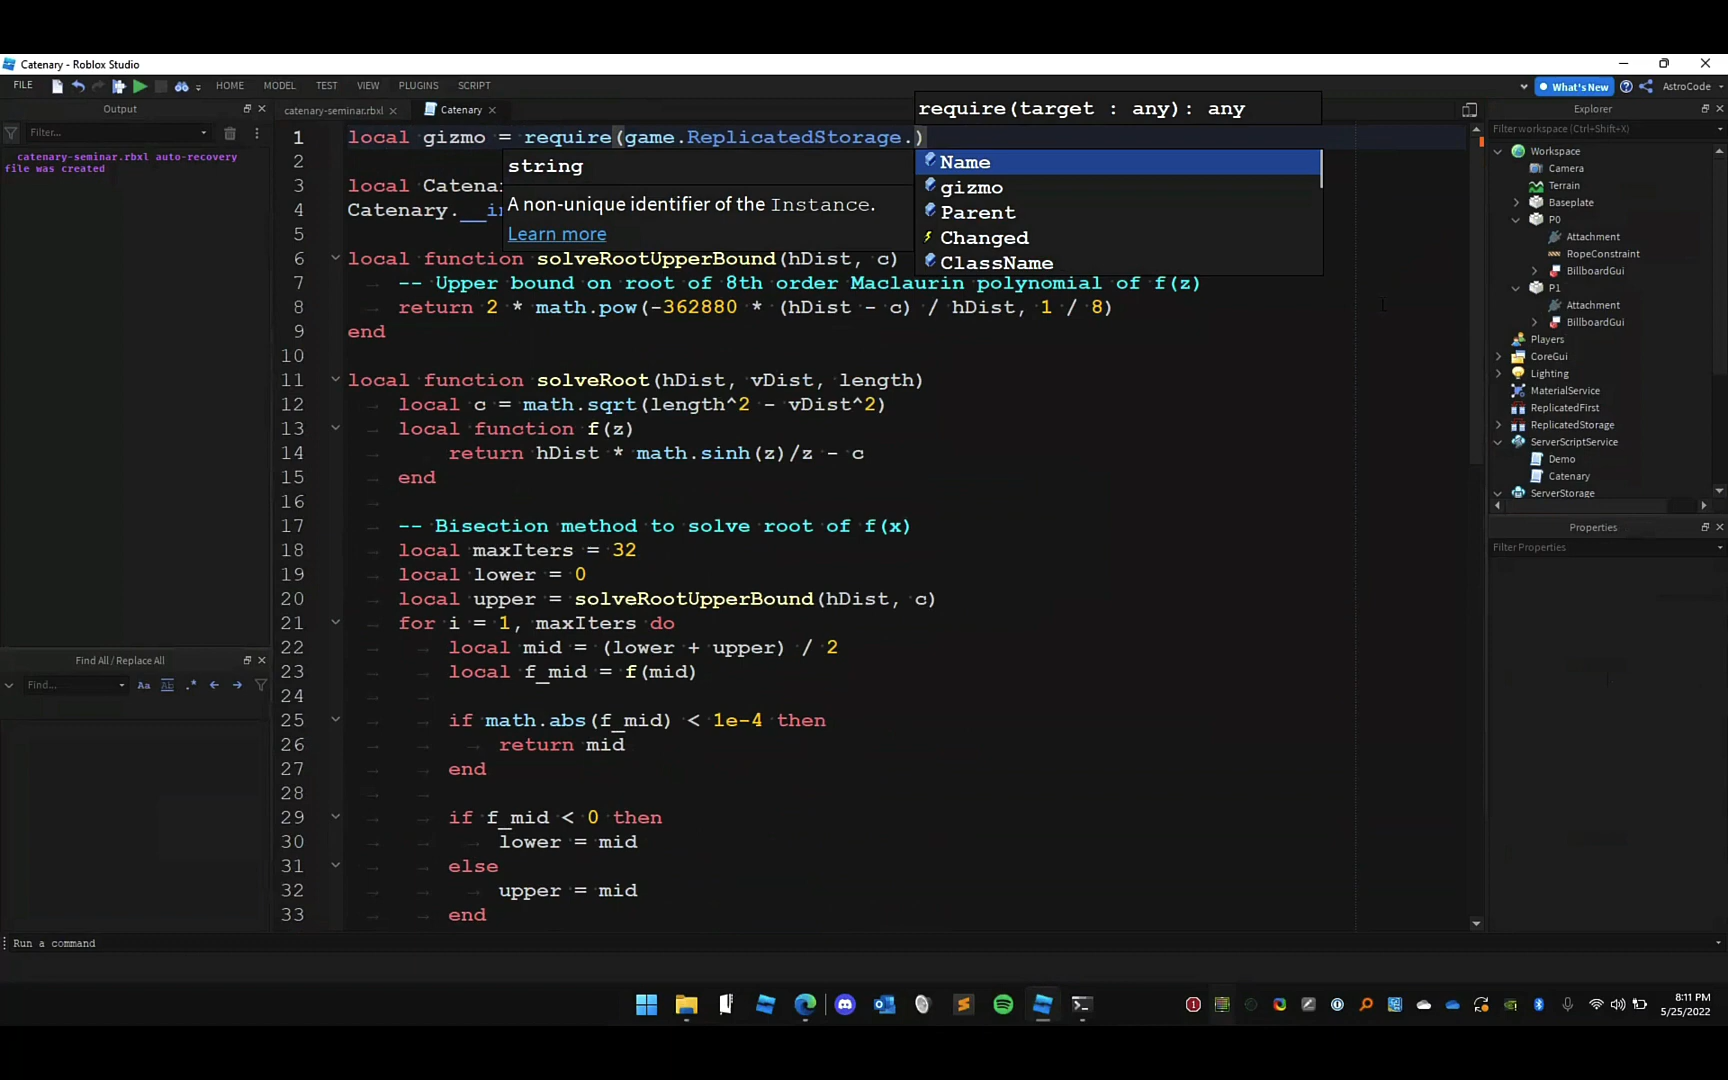 Catenary - Roblox Studio
FILE HOME MODEL TEST VIEW PLUGINS SCRIPT What's New AstroCode
Output
Filter...
catenary-seminar.rbxl auto-recovery
file was created
Find All / Replace All
Find... Aa Ab .*
catenary-seminar.rbxl Catenary
1 local gizmo = require(game.ReplicatedStorage.)
2
3 local Catena
4 Catenary.__i
5
6 local function solveRootUpperBound(hDist, c)
7 -- Upper bound on root of 8th order Maclaurin polynomial of f(z)
8 return 2 * math.pow(-362880 * (hDist - c) / hDist, 1 / 8)
9 end
10
11 local function solveRoot(hDist, vDist, length)
12 local c = math.sqrt(length^2 - vDist^2)
13 local function f(z)
14 return hDist * math.sinh(z)/z - c
15 end
16
17 -- Bisection method to solve root of f(x)
18 local maxIters = 32
19 local lower = 0
20 local upper = solveRootUpperBound(hDist, c)
21 for i = 1, maxIters do
22 local mid = (lower + upper) / 2
23 local f_mid = f(mid)
24
25 if math.abs(f_mid) < 1e-4 then
26 return mid
27 end
28
29 if f_mid < 0 then
30 lower = mid
31 else
32 upper = mid
33 end
require(target : any): any
string
A non-unique identifier of the Instance.
Learn more
Name
gizmo
Parent
Changed
ClassName
Explorer
Filter workspace (Ctrl+Shift+X)
Workspace
Camera
Terrain
Baseplate
P0
Attachment
RopeConstraint
BillboardGui
P1
Attachment
BillboardGui
Players
CoreGui
Lighting
MaterialService
ReplicatedFirst
ReplicatedStorage
ServerScriptService
Demo
Catenary
ServerStorage
Properties
Filter Properties
Run a command
8:11 PM
5/25/2022